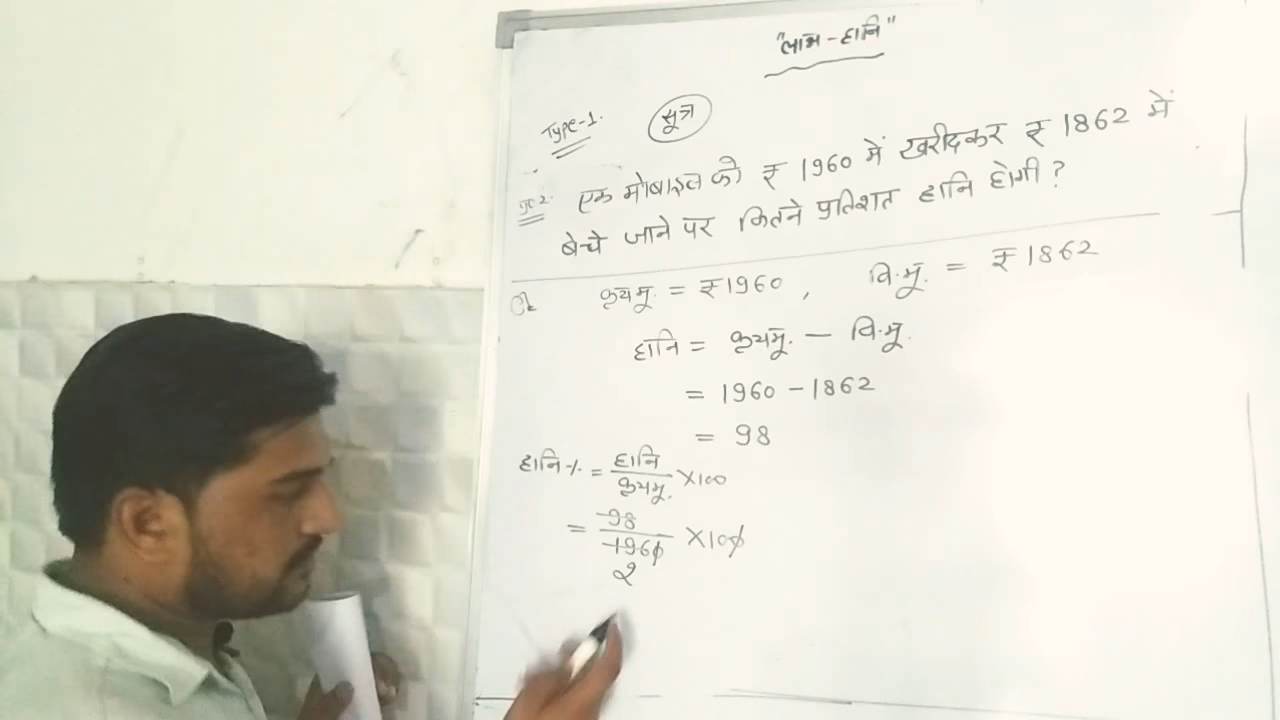 "लाभ-हानि"
Type-1. सूत्र
एक मोबाइल को ₹ 1960 में खरीदकर ₹ 1862 में
बेचे जाने पर कितने प्रतिशत हानि होगी ?
क्रयमू. = ₹1960 , वि.मू. = ₹1862
हानि = क्रयमू. - वि.मू.
= 1960 - 1862
= 98
हानि % = हानि/क्रयमू. ×100
= 98/1960 ×100
2